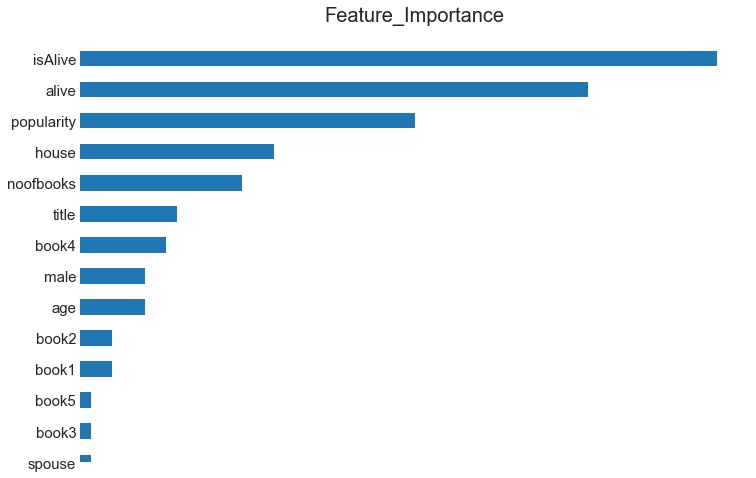 Feature_Importance
isAlive
alive
popularity
house
noofbooks
title
book4
male
age
book2
book1
book5
book3
spouse